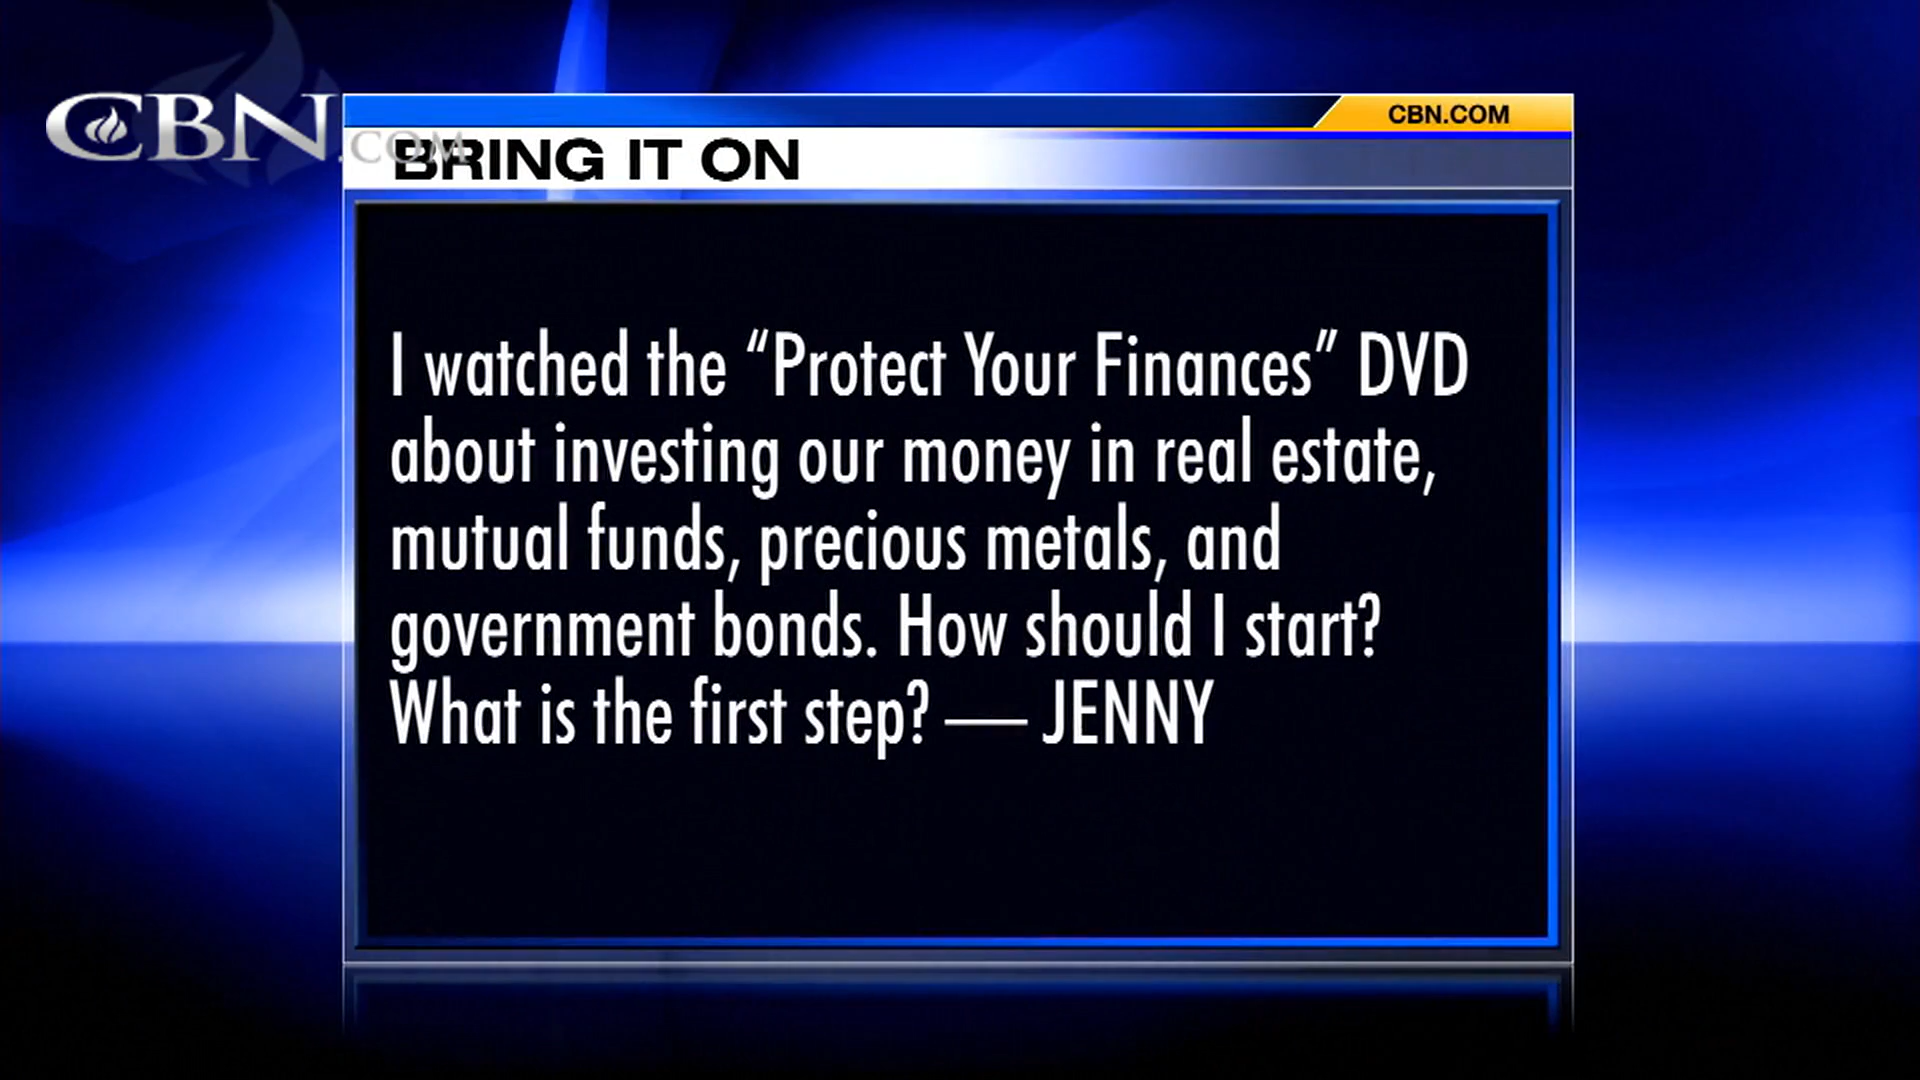 CBN.COM
CBN.COM
BRING IT ON
I watched the “Protect Your Finances” DVD
about investing our money in real estate,
mutual funds, precious metals, and
government bonds. How should I start?
What is the first step? — JENNY